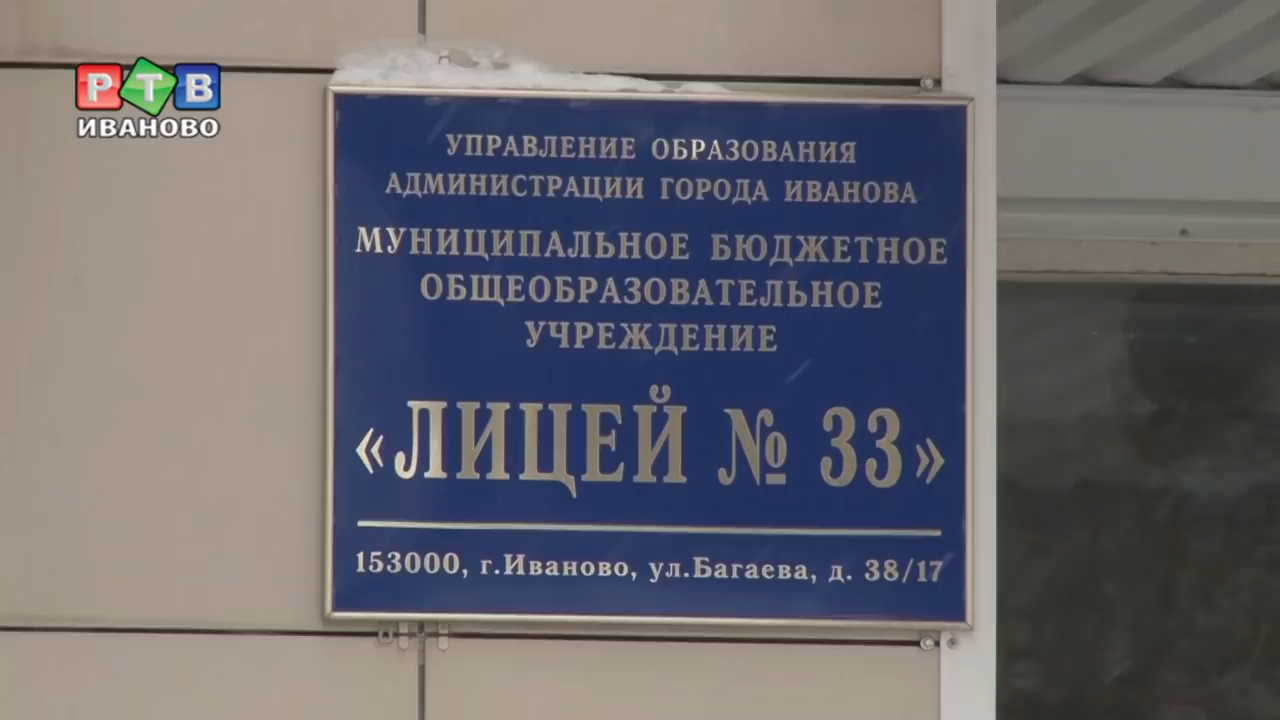 РТВ
ИВАНОВО
УПРАВЛЕНИЕ ОБРАЗОВАНИЯ
АДМИНИСТРАЦИИ ГОРОДА ИВАНОВА
МУНИЦИПАЛЬНОЕ БЮДЖЕТНОЕ
ОБЩЕОБРАЗОВАТЕЛЬНОЕ
УЧРЕЖДЕНИЕ
«ЛИЦЕЙ № 33»
153000, г.Иваново, ул.Багаева, д. 38/17